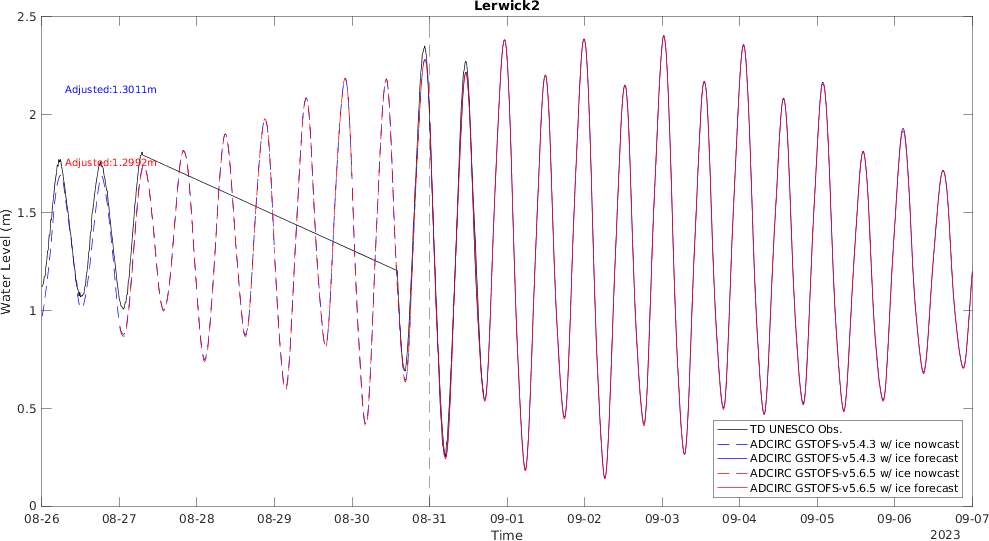 Lerwick2
2.5
2
1.5
1
0.5
0
Water Level (m)
Adjusted:1.3011m
Adjusted:1.2992m
TD UNESCO Obs.
ADCIRC GSTOFS-v5.4.3 w/ ice nowcast
ADCIRC GSTOFS-v5.4.3 w/ ice forecast
ADCIRC GSTOFS-v5.6.5 w/ ice nowcast
ADCIRC GSTOFS-v5.6.5 w/ ice forecast
08-26 08-27 08-28 08-29 08-30 08-31 09-01 09-02 09-03 09-04 09-05 09-06 09-07
Time
2023